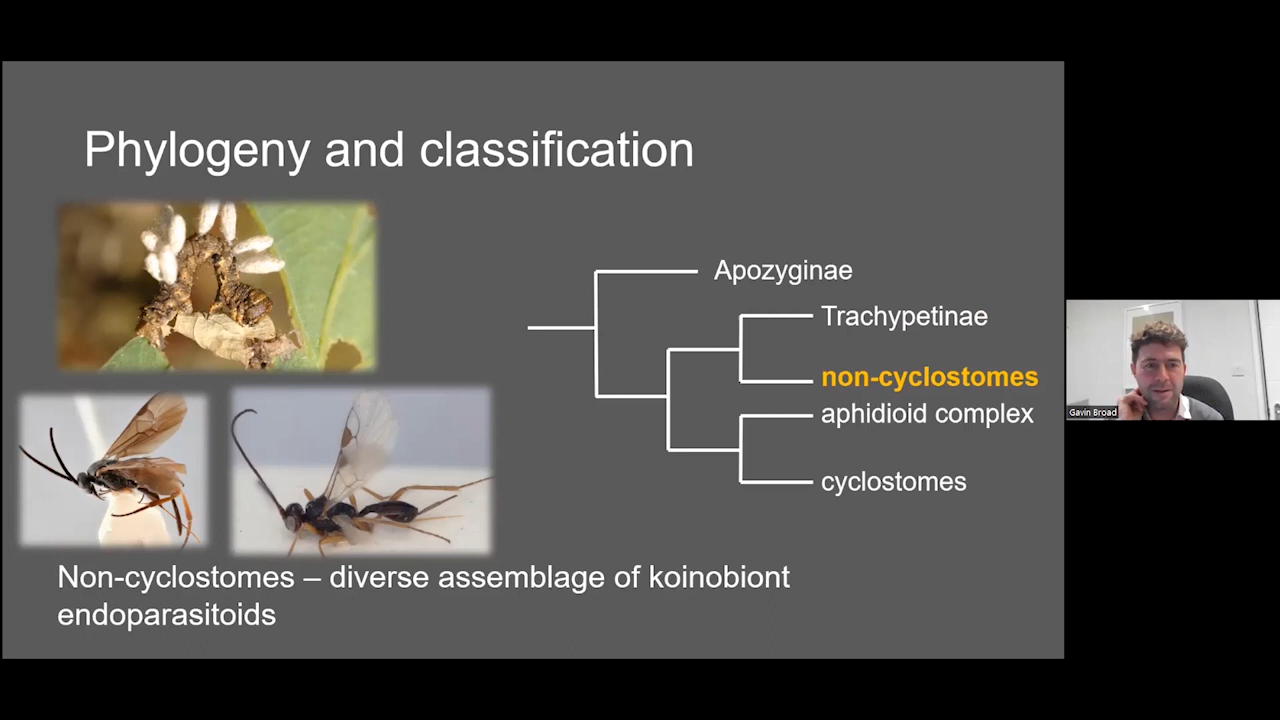 Phylogeny and classification
Apozyginae
Trachypetinae
non-cyclostomes
aphidioid complex
cyclostomes
Non-cyclostomes – diverse assemblage of koinobiont
endoparasitoids
Gavin Broad